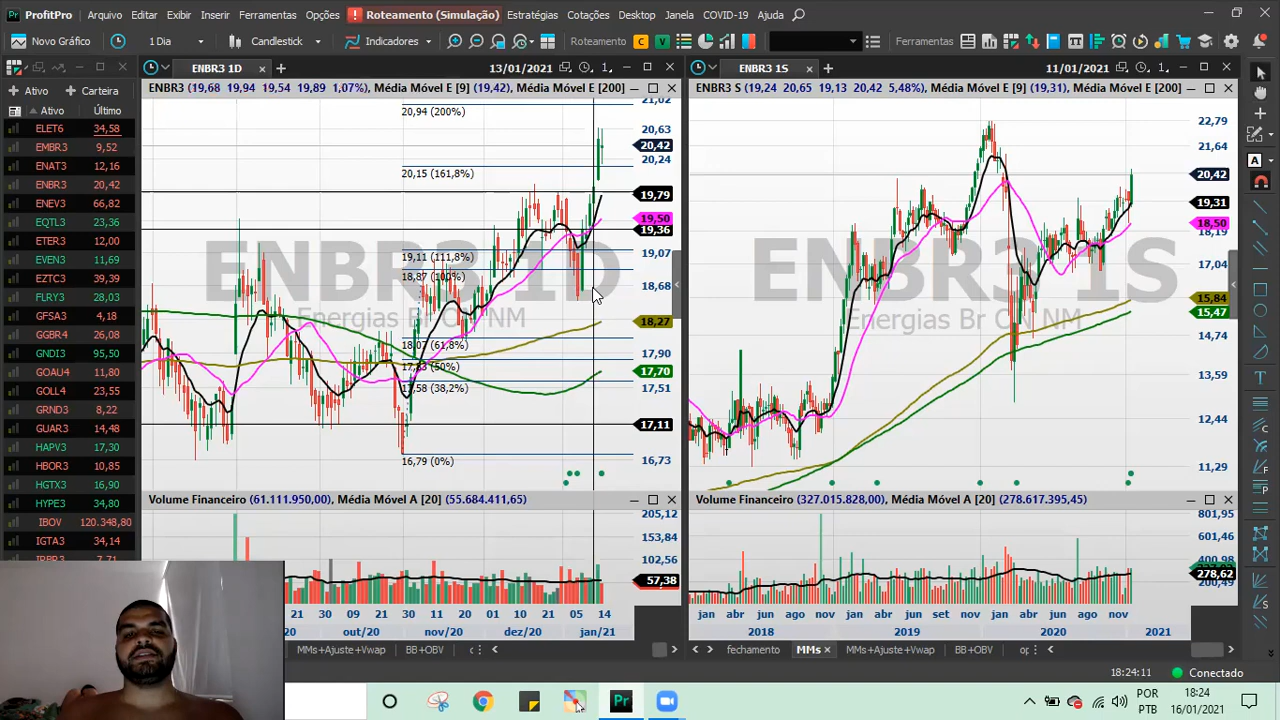 ProfitPro Arquivo Exibir Inserir Ferramentas Opções Roteamento (Simulação) Estratégias Cotações Desktop Janela COVID-19 Ajuda
Novo Gráfico 1 Dia Candlestick Indicadores Roteamento C V Ferramentas
ENBR3 1D 13/01/2021 1 ENBR3 1S 11/01/2021 1
Ativo Carteira
ENBR3 (19,68 19,94 19,54 19,89 1,07%), Média Móvel E [9] (19,42), Média Móvel E [200]
ENBR3 S (19,24 20,65 19,13 20,42 5,48%), Média Móvel E [9] (19,31), Média Móvel E [200]
Ativo Último
ELET6 34,58
EMBR3 9,52
ENAT3 12,16
ENBR3 20,42
ENEV3 66,82
EQTL3 23,36
ETER3 12,00
EVEN3 11,69
EZTC3 39,39
FLRY3 28,03
GFSA3 4,18
GGBR4 26,08
GNDI3 95,50
GOAU4 11,80
GOLL4 23,55
GRND3 8,22
GUAR3 14,48
HAPV3 17,30
HBOR3 10,85
HGTX3 16,90
HYPE3 34,80
IBOV 120.348,80
IGTA3 34,14
IRBR3 7,71
ENBR3 1D
Energias Br
NM
20,94 (200%)
20,15 (161,8%)
19,11 (111,8%)
18,87 (100%)
18,07 (61,8%)
17,83 (50%)
17,58 (38,2%)
16,79 (0%)
21,02
20,63
20,42
20,24
19,79
19,50
19,36
19,07
18,68
18,27
17,90
17,70
17,51
17,11
16,73
ENBR3 1S
Energias Br
NM
22,79
21,64
20,42
19,31
18,50
18,19
17,04
15,84
15,47
14,74
13,59
12,44
11,29
Volume Financeiro (61.111.950,00), Média Móvel A [20] (55.684.411,65)
205,12
153,84
102,56
57,38
Volume Financeiro (327.015.828,00), Média Móvel A [20] (278.617.395,45)
801,95
601,46
400,98
278,62
200,49
21 30 09 21 30 11 20 01 10 21 05 14
20 out/20 nov/20 dez/20 jan/21
jan abr jun ago nov jan abr jun set nov jan abr jun ago nov
2018 2019 2020 2021
MMs+Ajuste+Vwap BB+OBV
fechamento MMs MMs+Ajuste+Vwap BB+OBV
18:24:11 Conectado
Pr
POR
PTB
18:24
16/01/2021